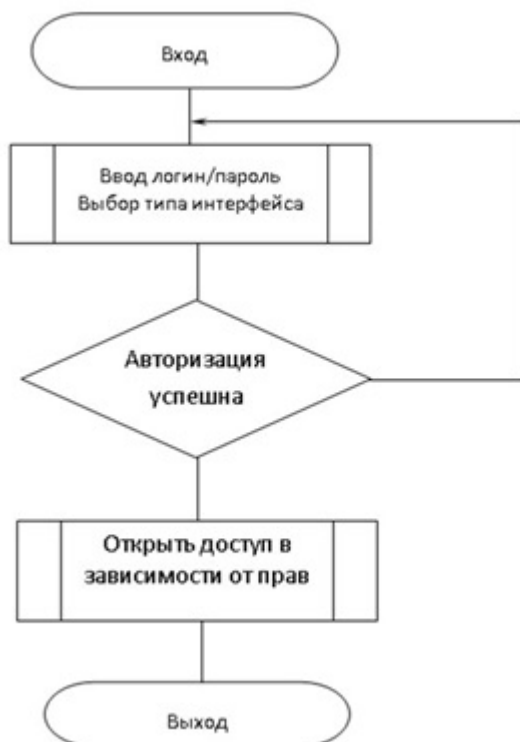 Вход
Ввод логин/пароль
Выбор типа интерфейса
Авторизация
успешна
Открыть доступ в
зависимости от прав
Выход